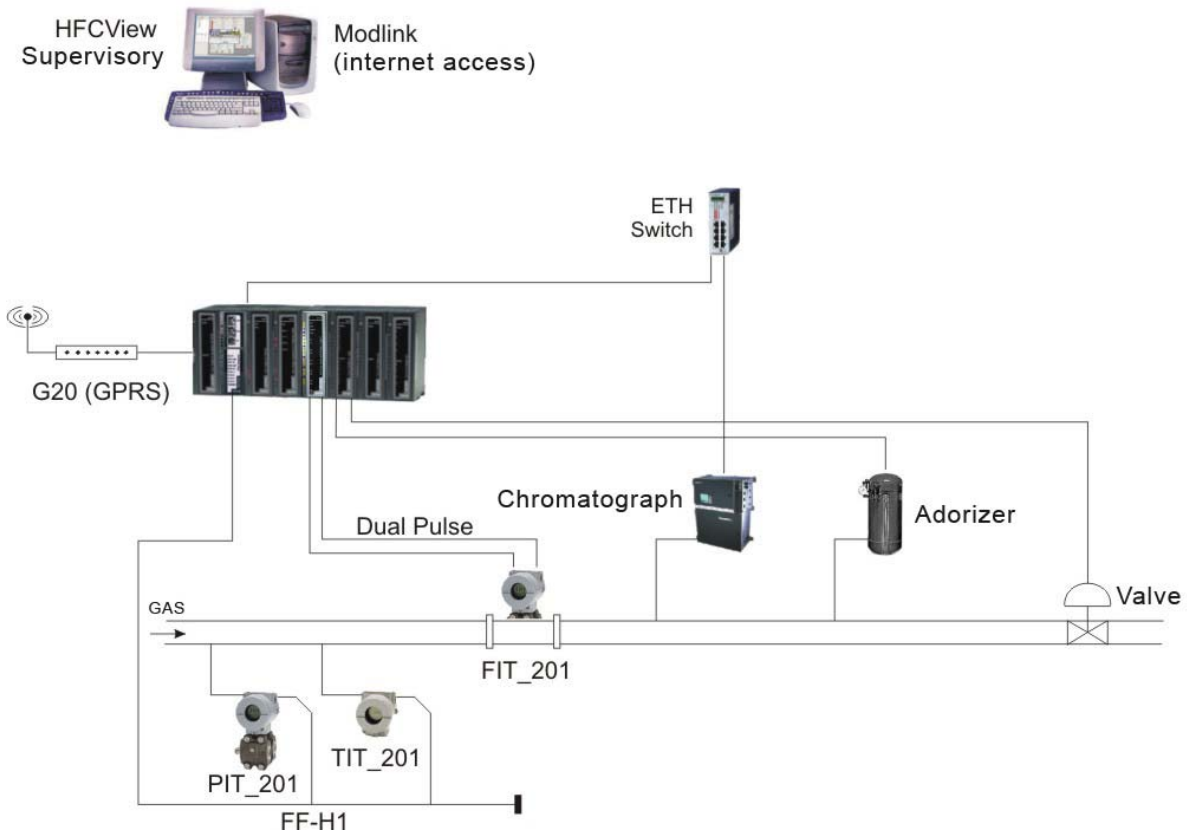 HFCView
Supervisory
Modlink
(internet access)
ETH
Switch
G20 (GPRS)
Chromatograph
Adorizer
Dual Pulse
Valve
GAS
FIT_201
TIT_201
PIT_201
FF-H1